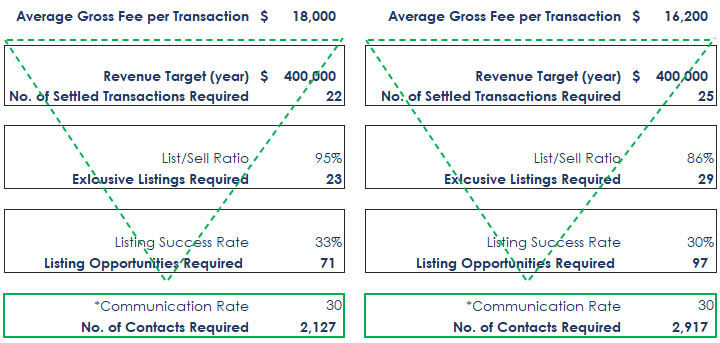 Average Gross Fee per Transaction $ 18,000
Revenue Target (year) $ 400,000
No. of Settled Transactions Required 22
List/Sell Ratio 95%
Exlcusive Listings Required 23
Listing Success Rate 33%
Listing Opportunities Required 71
*Communication Rate 30
No. of Contacts Required 2,127
Average Gross Fee per Transaction $ 16,200
Revenue Target (year) $ 400,000
No. of Settled Transactions Required 25
List/Sell Ratio 86%
Exlcusive Listings Required 29
Listing Success Rate 30%
Listing Opportunities Required 97
*Communication Rate 30
No. of Contacts Required 2,917